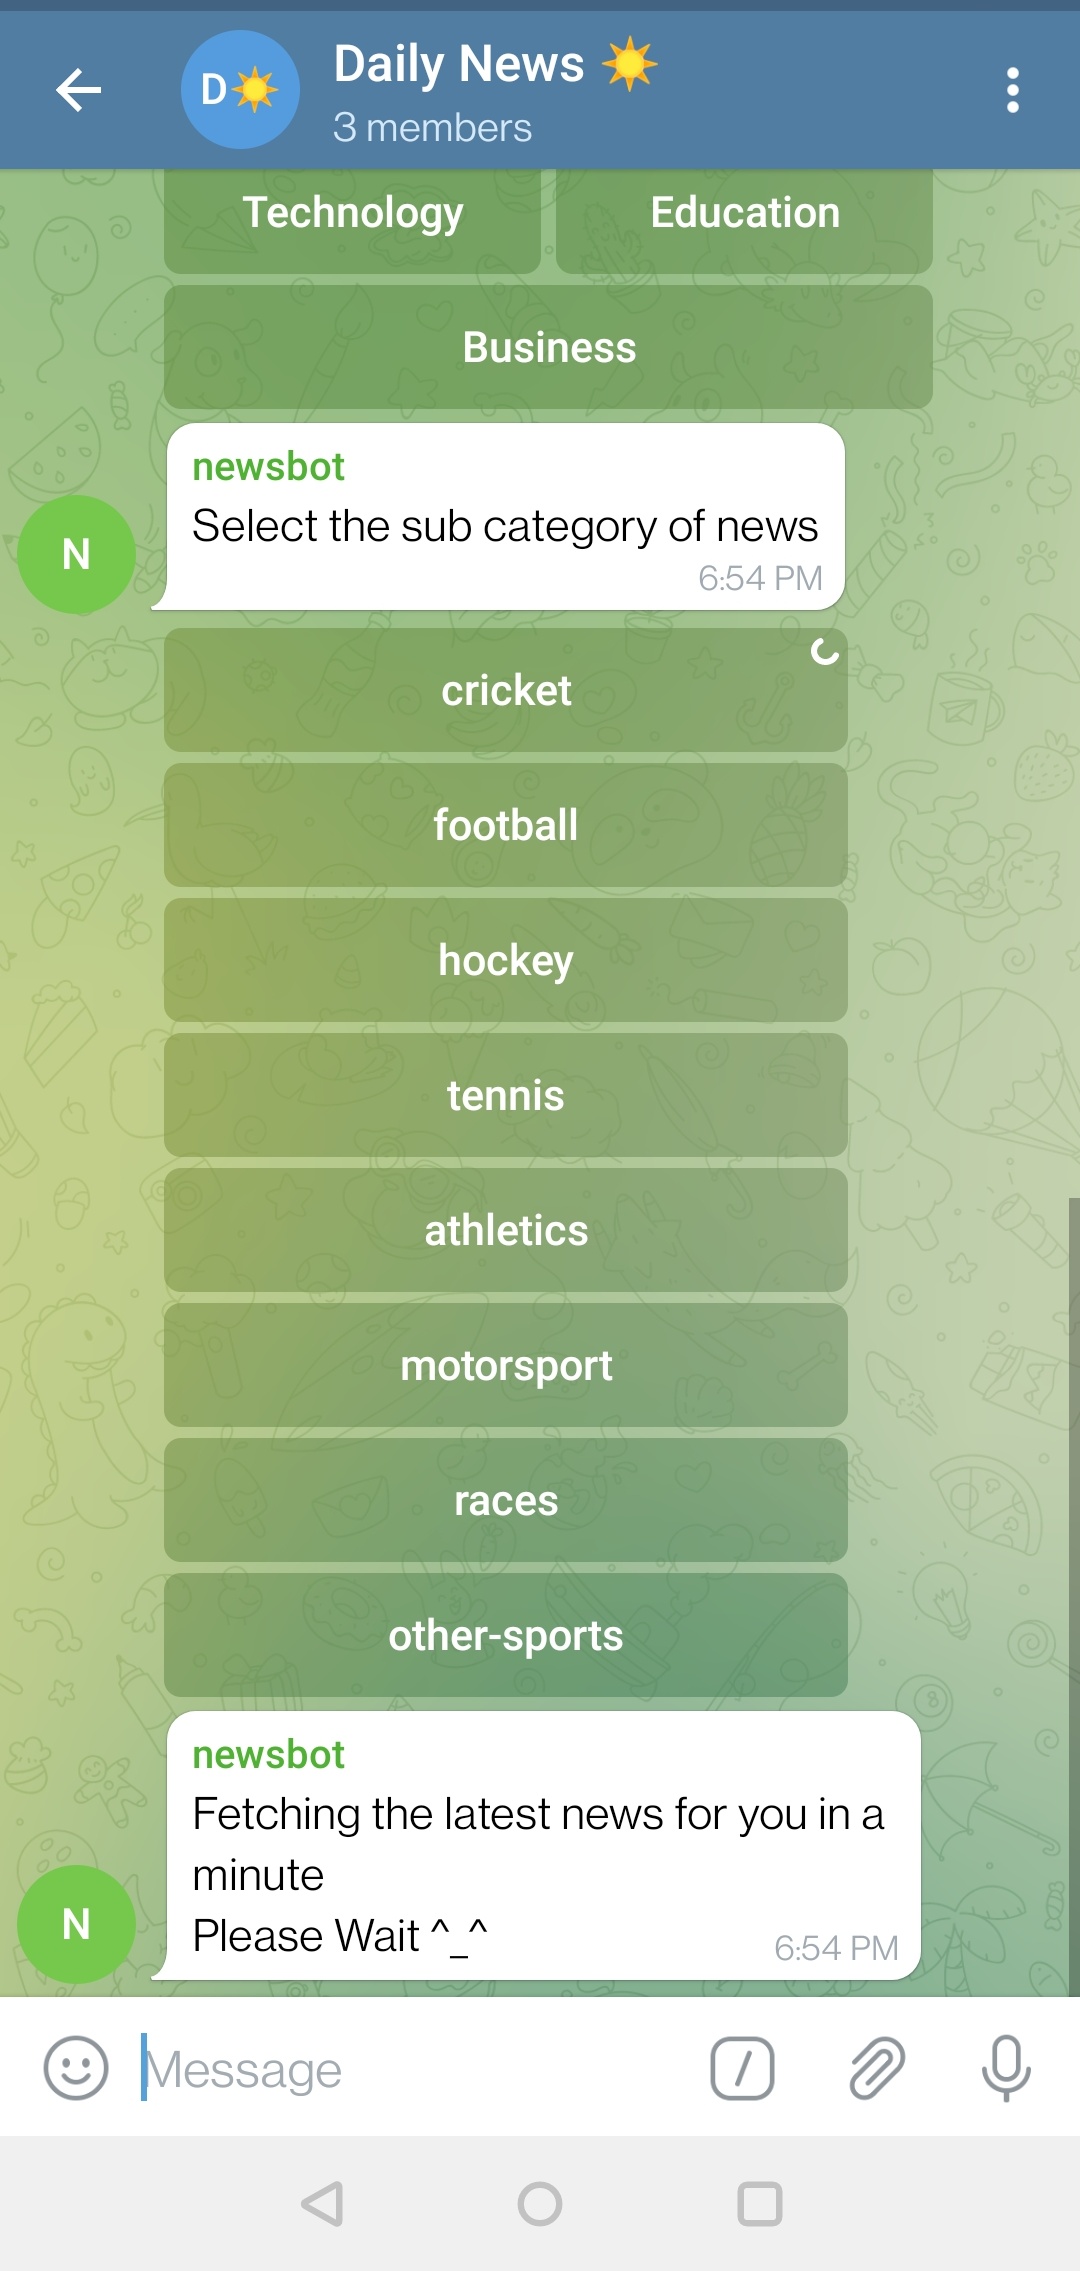 D☀️
Daily News ☀️
3 members
Technology
Education
Business
newsbot
Select the sub category of news
6:54 PM
N
cricket
football
hockey
tennis
athletics
motorsport
races
other-sports
newsbot
Fetching the latest news for you in a
minute
Please Wait ^_^
6:54 PM
N
Message